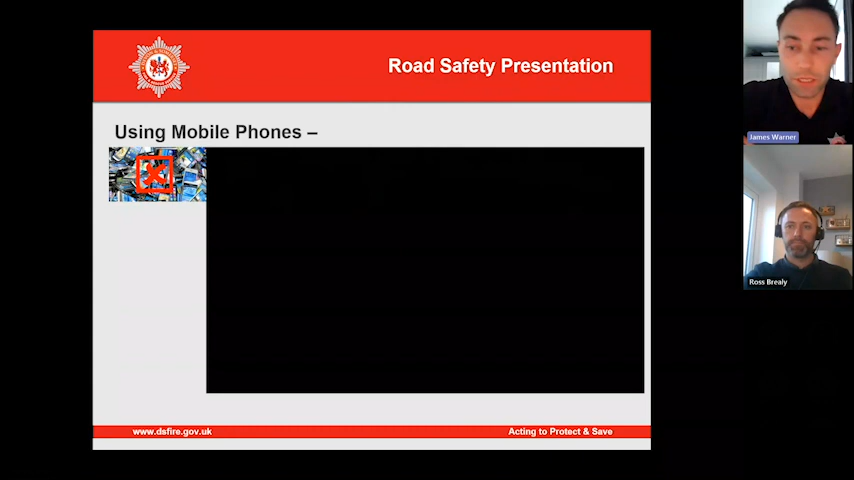 Road Safety Presentation
Using Mobile Phones –
www.dsfire.gov.uk
Acting to Protect & Save
James Warner
Ross Brealy